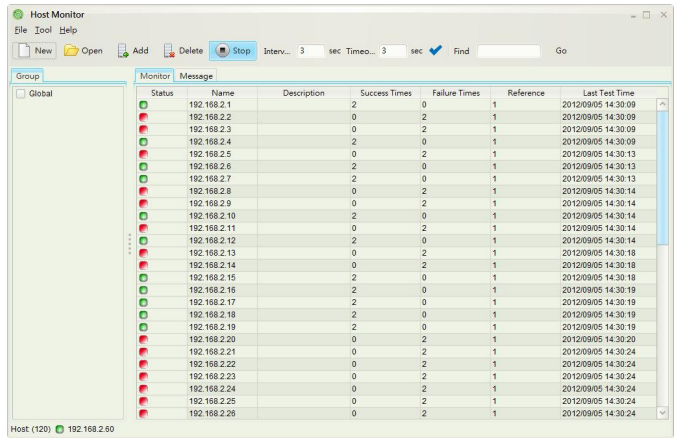 Host Monitor
File Tool Help
New Open Add Delete Stop Interv... 3 sec Timeo... 3 sec Find Go
Group Monitor Message
Global
Status Name Description Success Times Failure Times Reference Last Test Time
192.168.2.1 2 0 1 2012/09/05 14:30:09
192.168.2.2 0 2 1 2012/09/05 14:30:09
192.168.2.3 0 2 1 2012/09/05 14:30:09
192.168.2.4 2 0 1 2012/09/05 14:30:09
192.168.2.5 0 2 1 2012/09/05 14:30:13
192.168.2.6 2 0 1 2012/09/05 14:30:13
192.168.2.7 2 0 1 2012/09/05 14:30:13
192.168.2.8 0 2 1 2012/09/05 14:30:14
192.168.2.9 0 2 1 2012/09/05 14:30:14
192.168.2.10 2 0 1 2012/09/05 14:30:14
192.168.2.11 0 2 1 2012/09/05 14:30:14
192.168.2.12 2 0 1 2012/09/05 14:30:14
192.168.2.13 0 2 1 2012/09/05 14:30:18
192.168.2.14 0 2 1 2012/09/05 14:30:18
192.168.2.15 2 0 1 2012/09/05 14:30:18
192.168.2.16 2 0 1 2012/09/05 14:30:19
192.168.2.17 2 0 1 2012/09/05 14:30:19
192.168.2.18 2 0 1 2012/09/05 14:30:19
192.168.2.19 2 0 1 2012/09/05 14:30:19
192.168.2.20 0 2 1 2012/09/05 14:30:20
192.168.2.21 0 2 1 2012/09/05 14:30:24
192.168.2.22 0 2 1 2012/09/05 14:30:24
192.168.2.23 0 2 1 2012/09/05 14:30:24
192.168.2.24 0 2 1 2012/09/05 14:30:24
192.168.2.25 0 2 1 2012/09/05 14:30:24
192.168.2.26 0 2 1 2012/09/05 14:30:24
Host: (120) 192.168.2.60